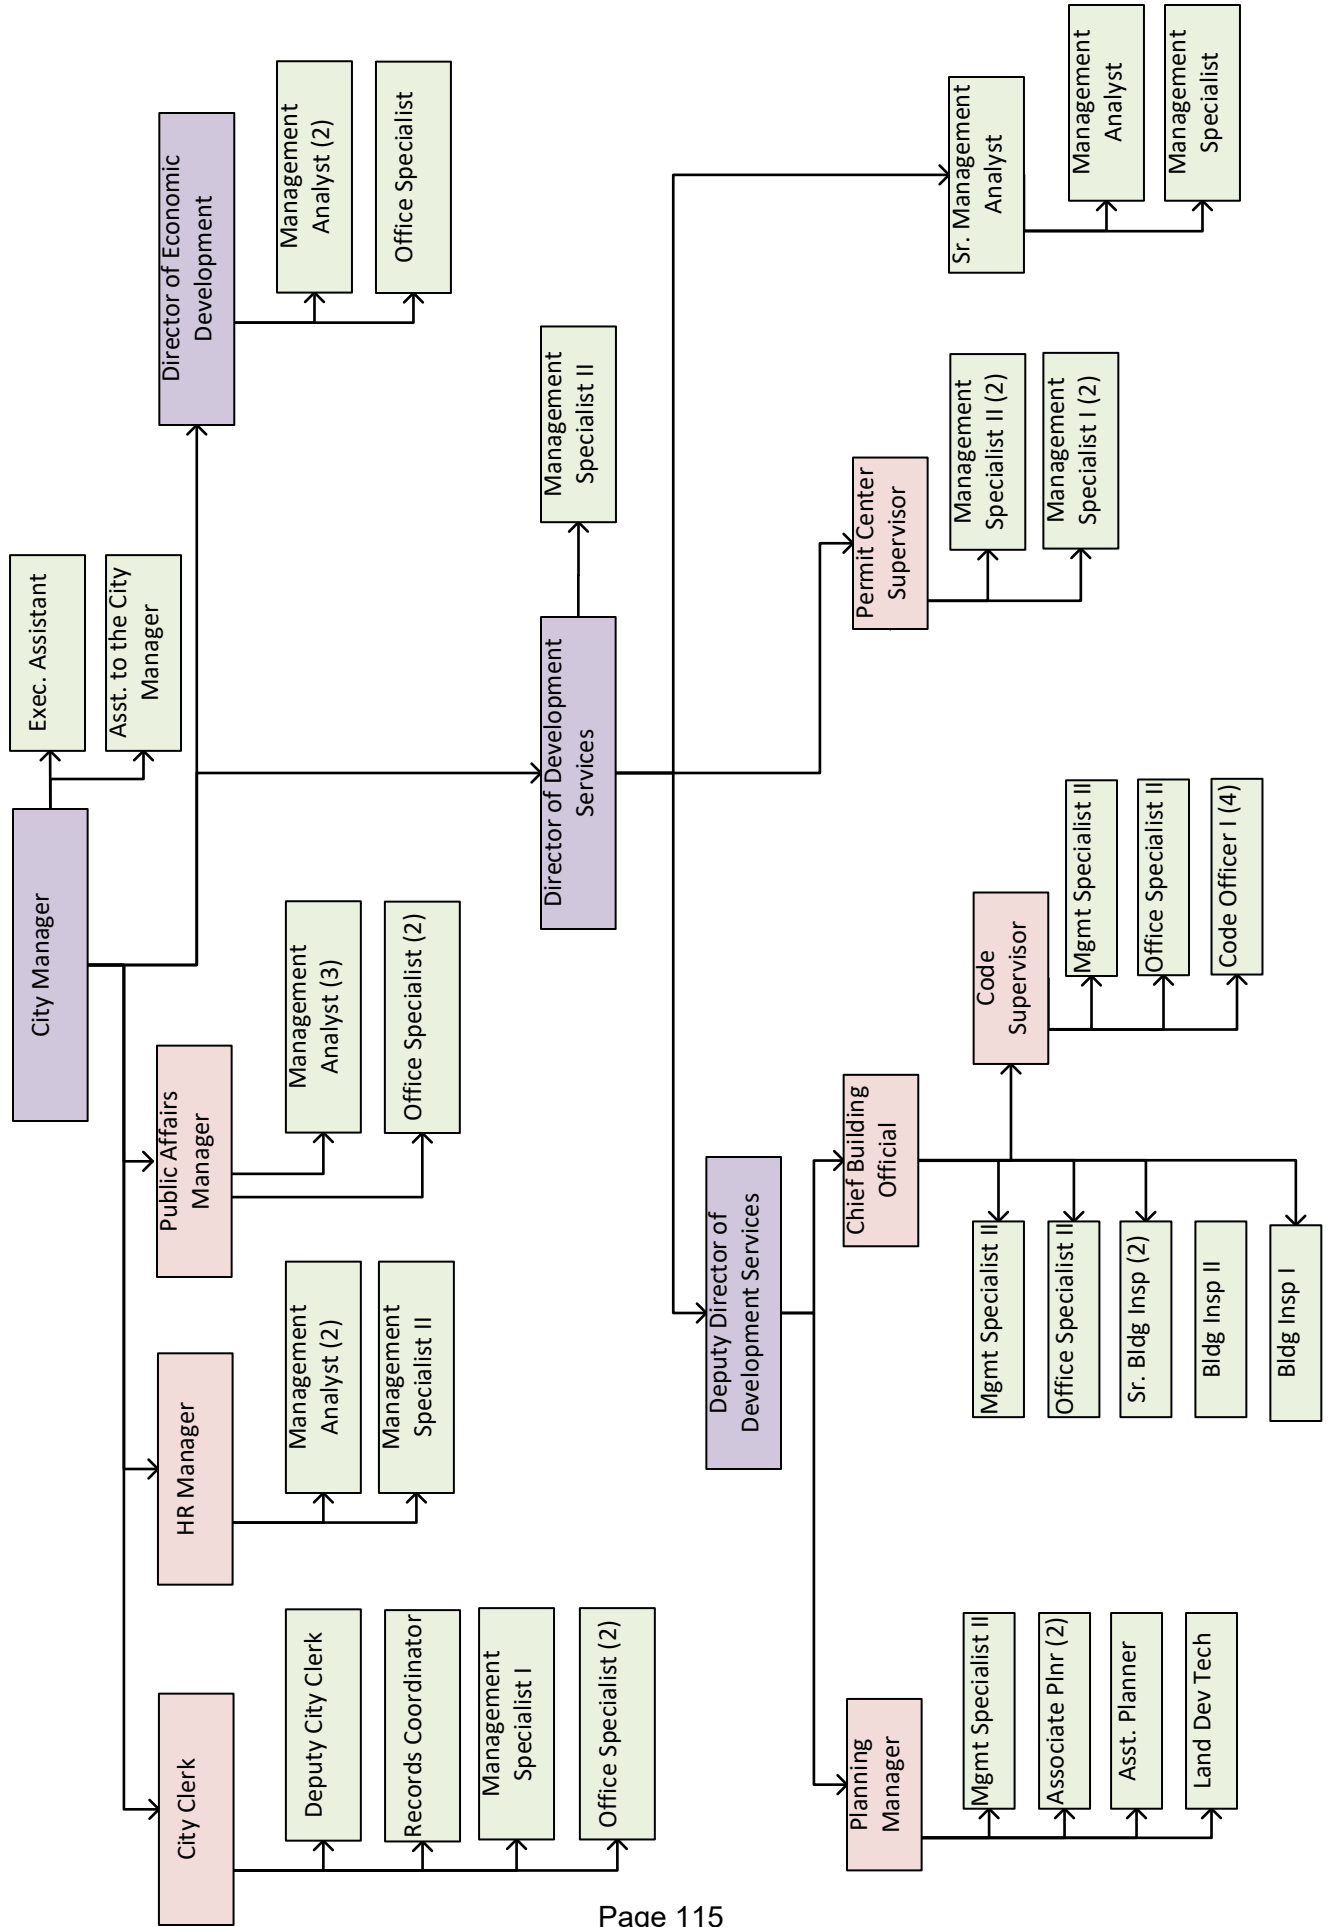 City Manager
Exec. Assistant
Asst. to the City
Manager
City Clerk
HR Manager
Public Affairs
Manager
Director of Economic
Development
Deputy City Clerk
Records Coordinator
Management
Specialist I
Office Specialist (2)
Management
Analyst (2)
Management
Specialist II
Management
Analyst (3)
Office Specialist (2)
Management
Analyst (2)
Office Specialist
Director of Development
Services
Management
Specialist II
Deputy Director of
Development Services
Planning
Manager
Chief Building
Official
Permit Center
Supervisor
Sr. Management
Analyst
Mgmt Specialist II
Associate Plnr (2)
Asst. Planner
Land Dev Tech
Mgmt Specialist II
Office Specialist II
Sr. Bldg Insp (2)
Bldg Insp II
Bldg Insp I
Code
Supervisor
Mgmt Specialist II
Office Specialist II
Code Officer I (4)
Management
Specialist II (2)
Management
Specialist I (2)
Management
Analyst
Management
Specialist
Page 115